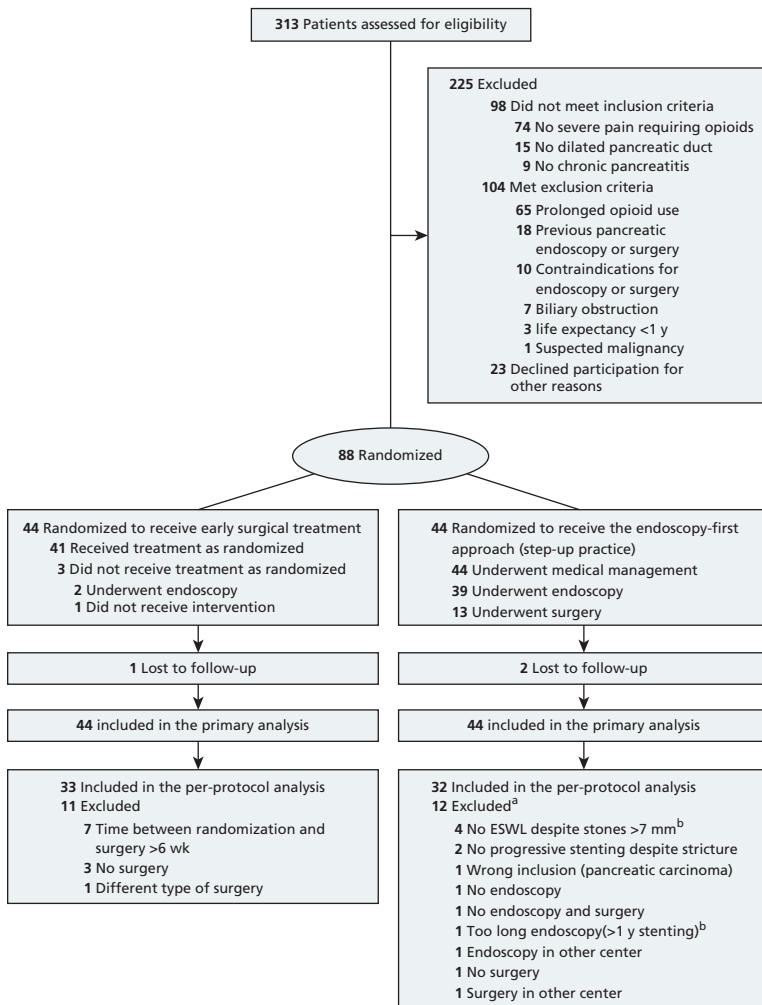 313 Patients assessed for eligibility
225 Excluded
98 Did not meet inclusion criteria
74 No severe pain requiring opioids
15 No dilated pancreatic duct
9 No chronic pancreatitis
104 Met exclusion criteria
65 Prolonged opioid use
18 Previous pancreatic
endoscopy or surgery
10 Contraindications for
endoscopy or surgery
7 Biliary obstruction
3 life expectancy <1 y
1 Suspected malignancy
23 Declined participation for
other reasons
88 Randomized
44 Randomized to receive early surgical treatment
41 Received treatment as randomized
3 Did not receive treatment as randomized
2 Underwent endoscopy
1 Did not receive intervention
1 Lost to follow-up
44 included in the primary analysis
33 Included in the per-protocol analysis
11 Excluded
7 Time between randomization and
surgery >6 wk
3 No surgery
1 Different type of surgery
44 Randomized to receive the endoscopy-first
approach (step-up practice)
44 Underwent medical management
39 Underwent endoscopy
13 Underwent surgery
2 Lost to follow-up
44 included in the primary analysis
32 Included in the per-protocol analysis
12 Excludedᵃ
4 No ESWL despite stones >7 mmᵇ
2 No progressive stenting despite stricture
1 Wrong inclusion (pancreatic carcinoma)
1 No endoscopy
1 No endoscopy and surgery
1 Too long endoscopy(>1 y stenting)ᵇ
1 Endoscopy in other center
1 No surgery
1 Surgery in other center